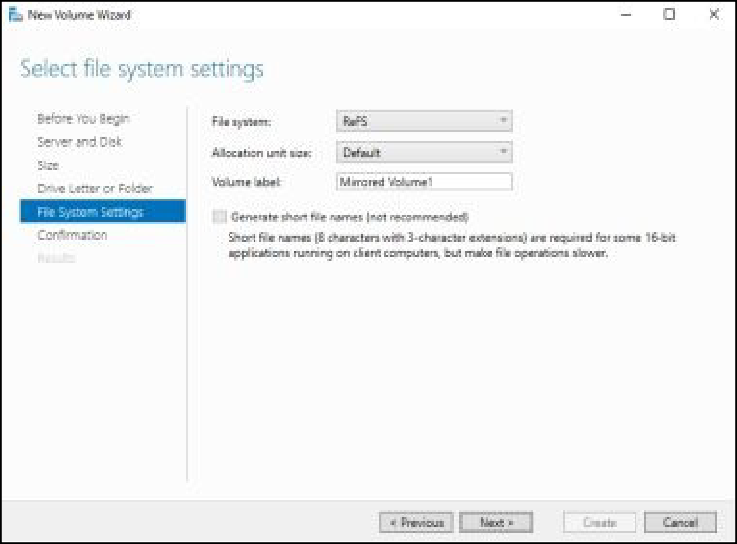 New Volume Wizard
Select file system settings
Before You Begin
Server and Disk
Size
Drive Letter or Folder
File System Settings
Confirmation
Results
File system:
ReFS
Allocation unit size:
Default
Volume label:
Mirrored Volume1
Generate short file names (not recommended)
Short file names (8 characters with 3-character extensions) are required for some 16-bit
applications running on client computers, but make file operations slower.
< Previous
Next >
Create
Cancel